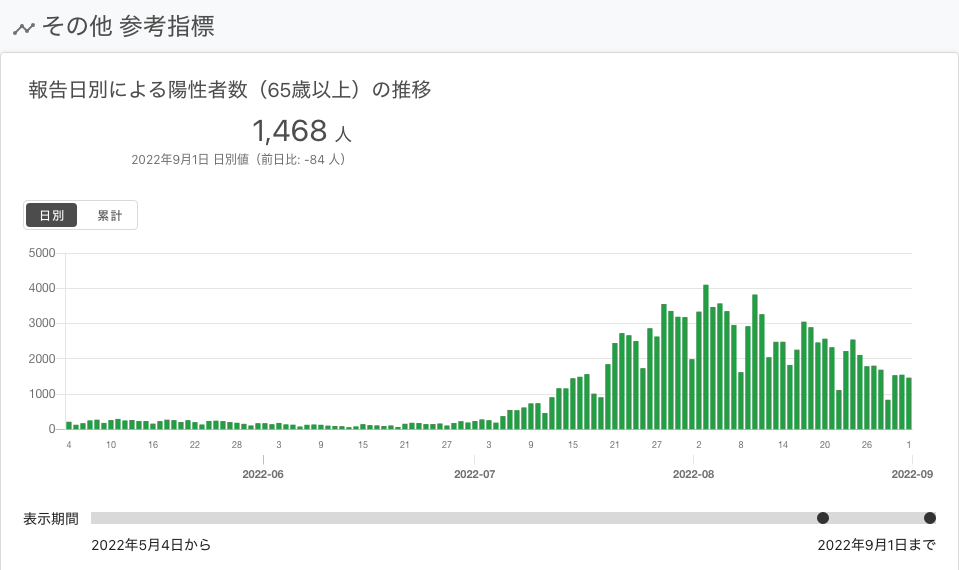 その他 参考指標
報告日別による陽性者数（65歳以上）の推移
1,468 人
2022年9月1日 日別値（前日比: -84 人）
日別 累計
5000
4000
3000
2000
1000
0
4 10 16 22 28 3 9 15 21 27 3 9 15 21 27 2 8 14 20 26 1
2022-06 2022-07 2022-08 2022-09
表示期間
2022年5月4日から 2022年9月1日まで